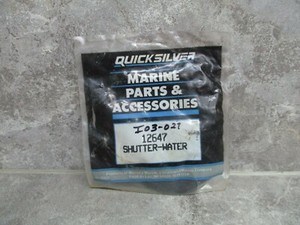 QUICKSILVER
MARINE
PARTS &
ACCESSORIES
I03-021
12647
SHUTTER-WATER